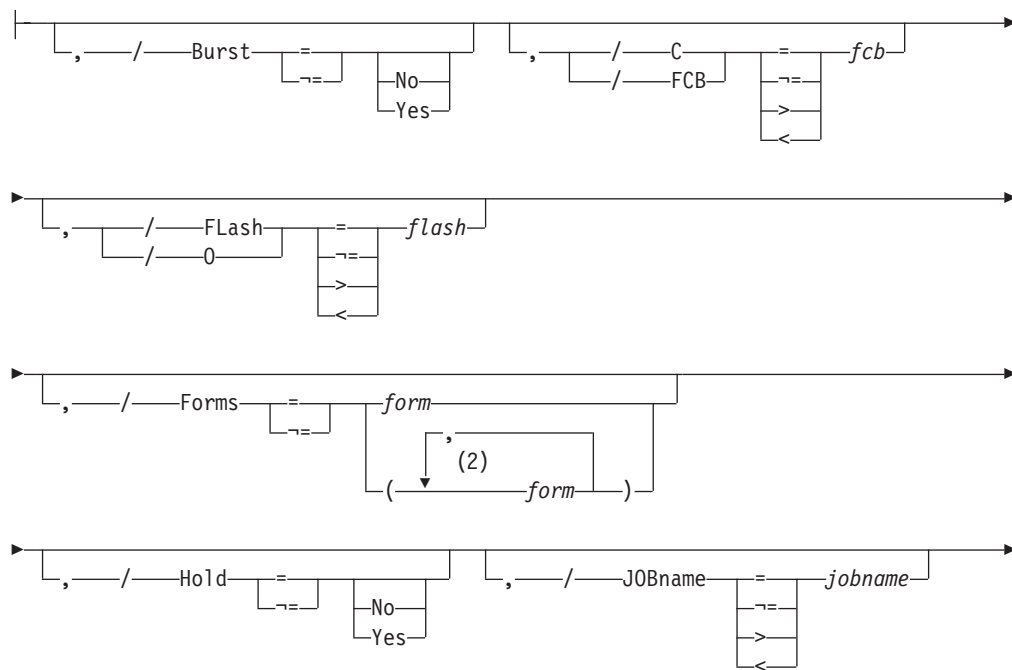 , / Burst = , / C = fcb
¬= No / FCB ¬=
Yes >
<
, / FLash = flash
/ O ¬=
>
<
, / Forms = form
¬= ,
(2)
( form )
, / Hold = , / JOBname = jobname
¬= No ¬=
Yes >
<